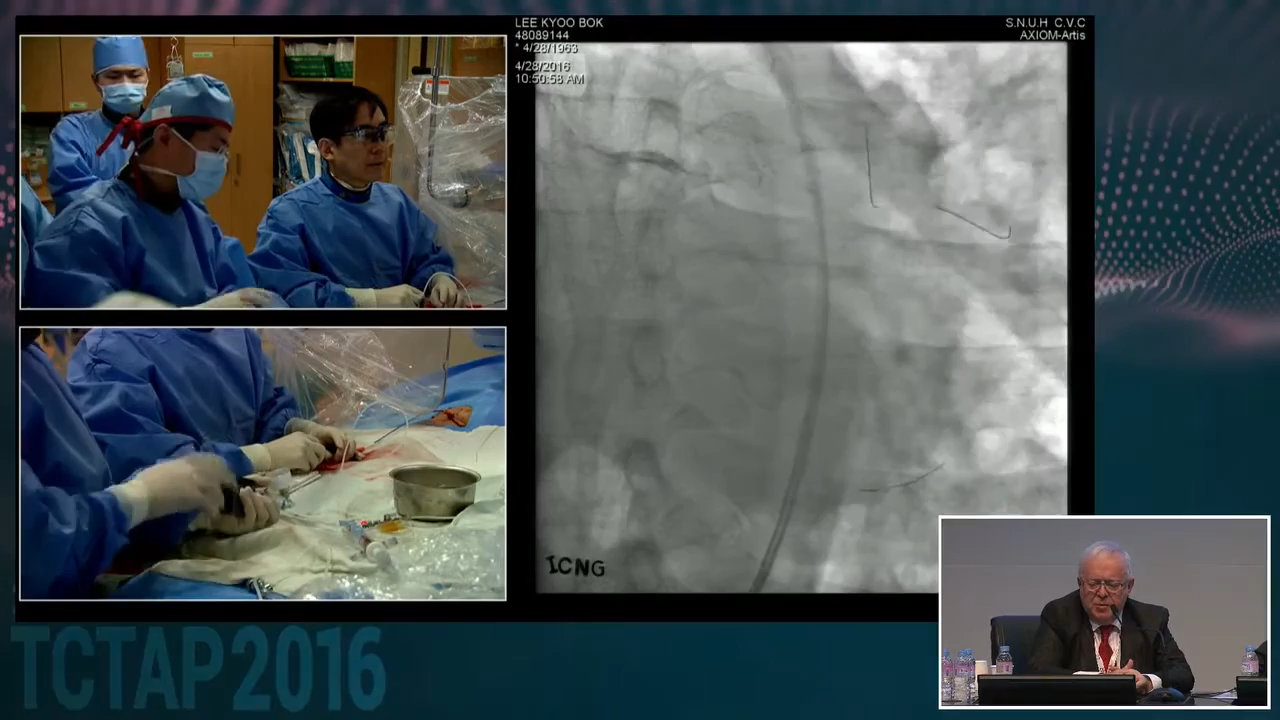 LEE KYOO BOK
48089144
* 4/28/1963
4/28/2016
10:50:58 AM
S.N.U.H C.V.C
AXIOM-Artis
ICNG
TCTAP2016